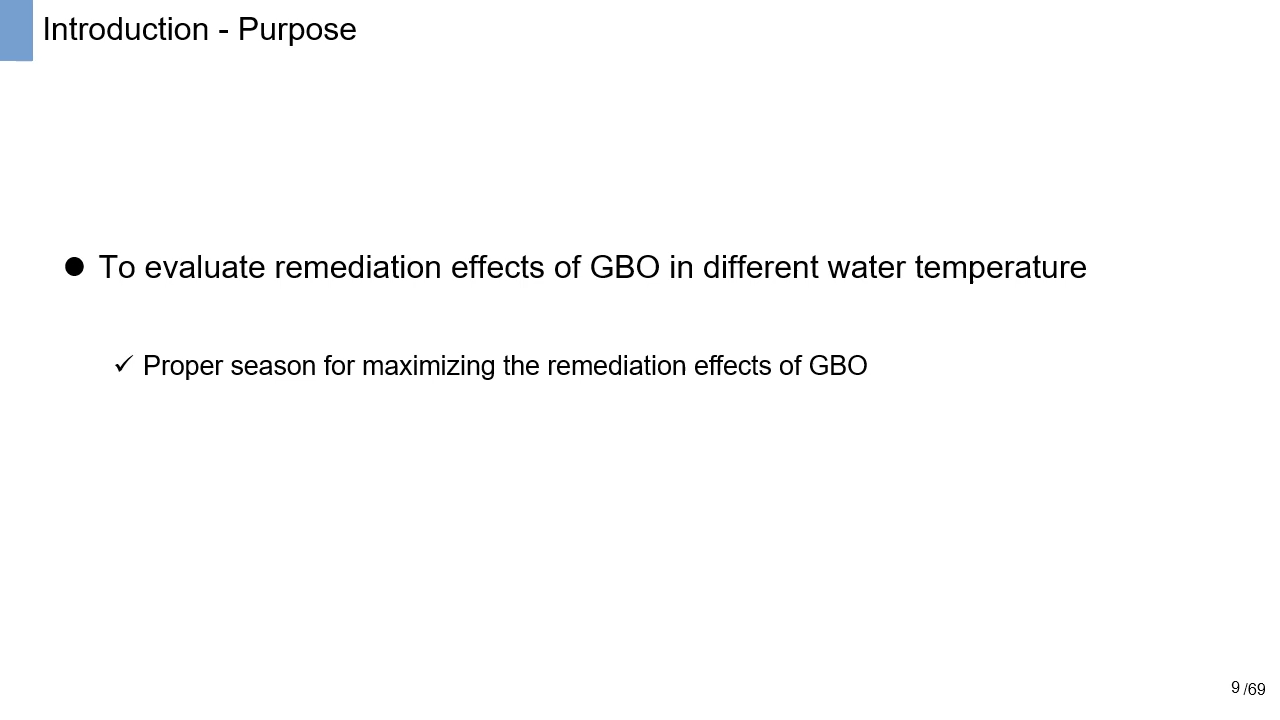 Introduction - Purpose
● To evaluate remediation effects of GBO in different water temperature
✓ Proper season for maximizing the remediation effects of GBO
9 /69